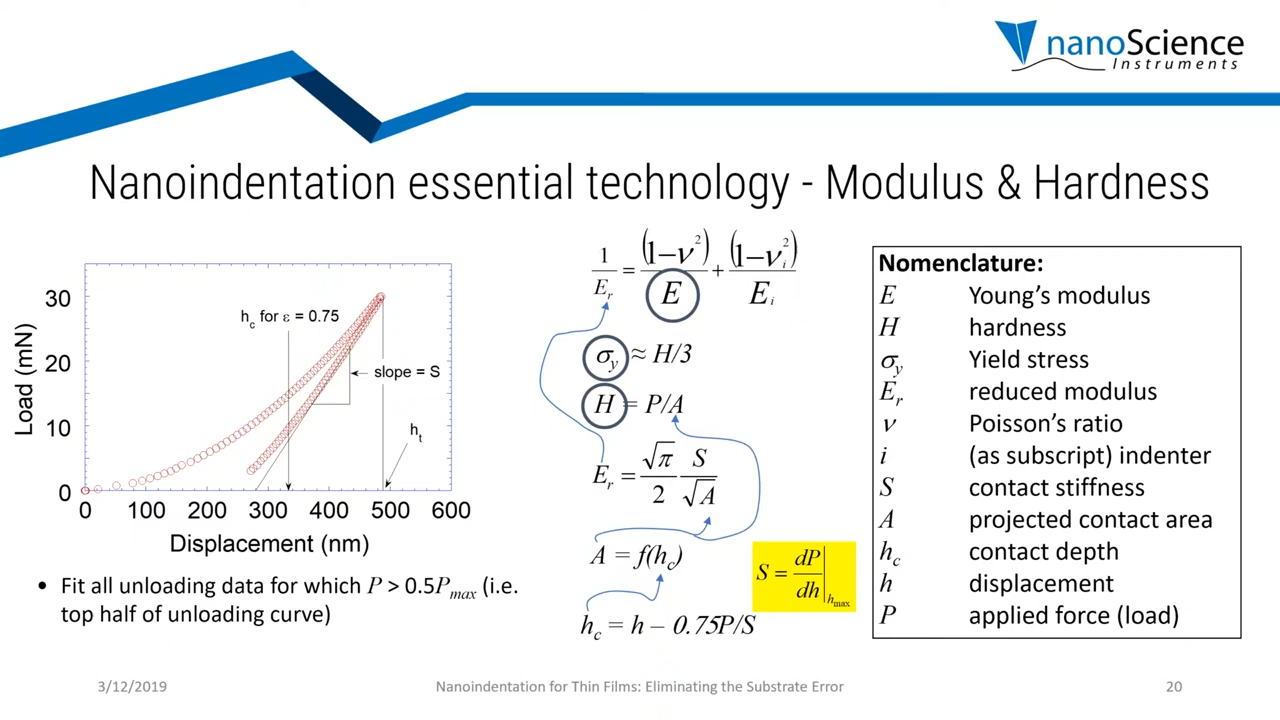 nanoScience
Instruments
Nanoindentation essential technology - Modulus & Hardness
30
20
10
0
Load (mN)
h_c for ε = 0.75
slope = S
h_t
0 100 200 300 400 500 600
Displacement (nm)
• Fit all unloading data for which P > 0.5P_max (i.e.
top half of unloading curve)
1/E_r = (1−ν²)/E + (1−ν_i²)/E_i
σ_y ≈ H/3
H = P/A
E_r = √π/2 S/√A
A = f(h_c)
h_c = h – 0.75P/S
S = dP/dh|_hmax
Nomenclature:
E Young's modulus
H hardness
σ_y Yield stress
E_r reduced modulus
ν Poisson's ratio
i (as subscript) indenter
S contact stiffness
A projected contact area
h_c contact depth
h displacement
P applied force (load)
3/12/2019
Nanoindentation for Thin Films: Eliminating the Substrate Error
20